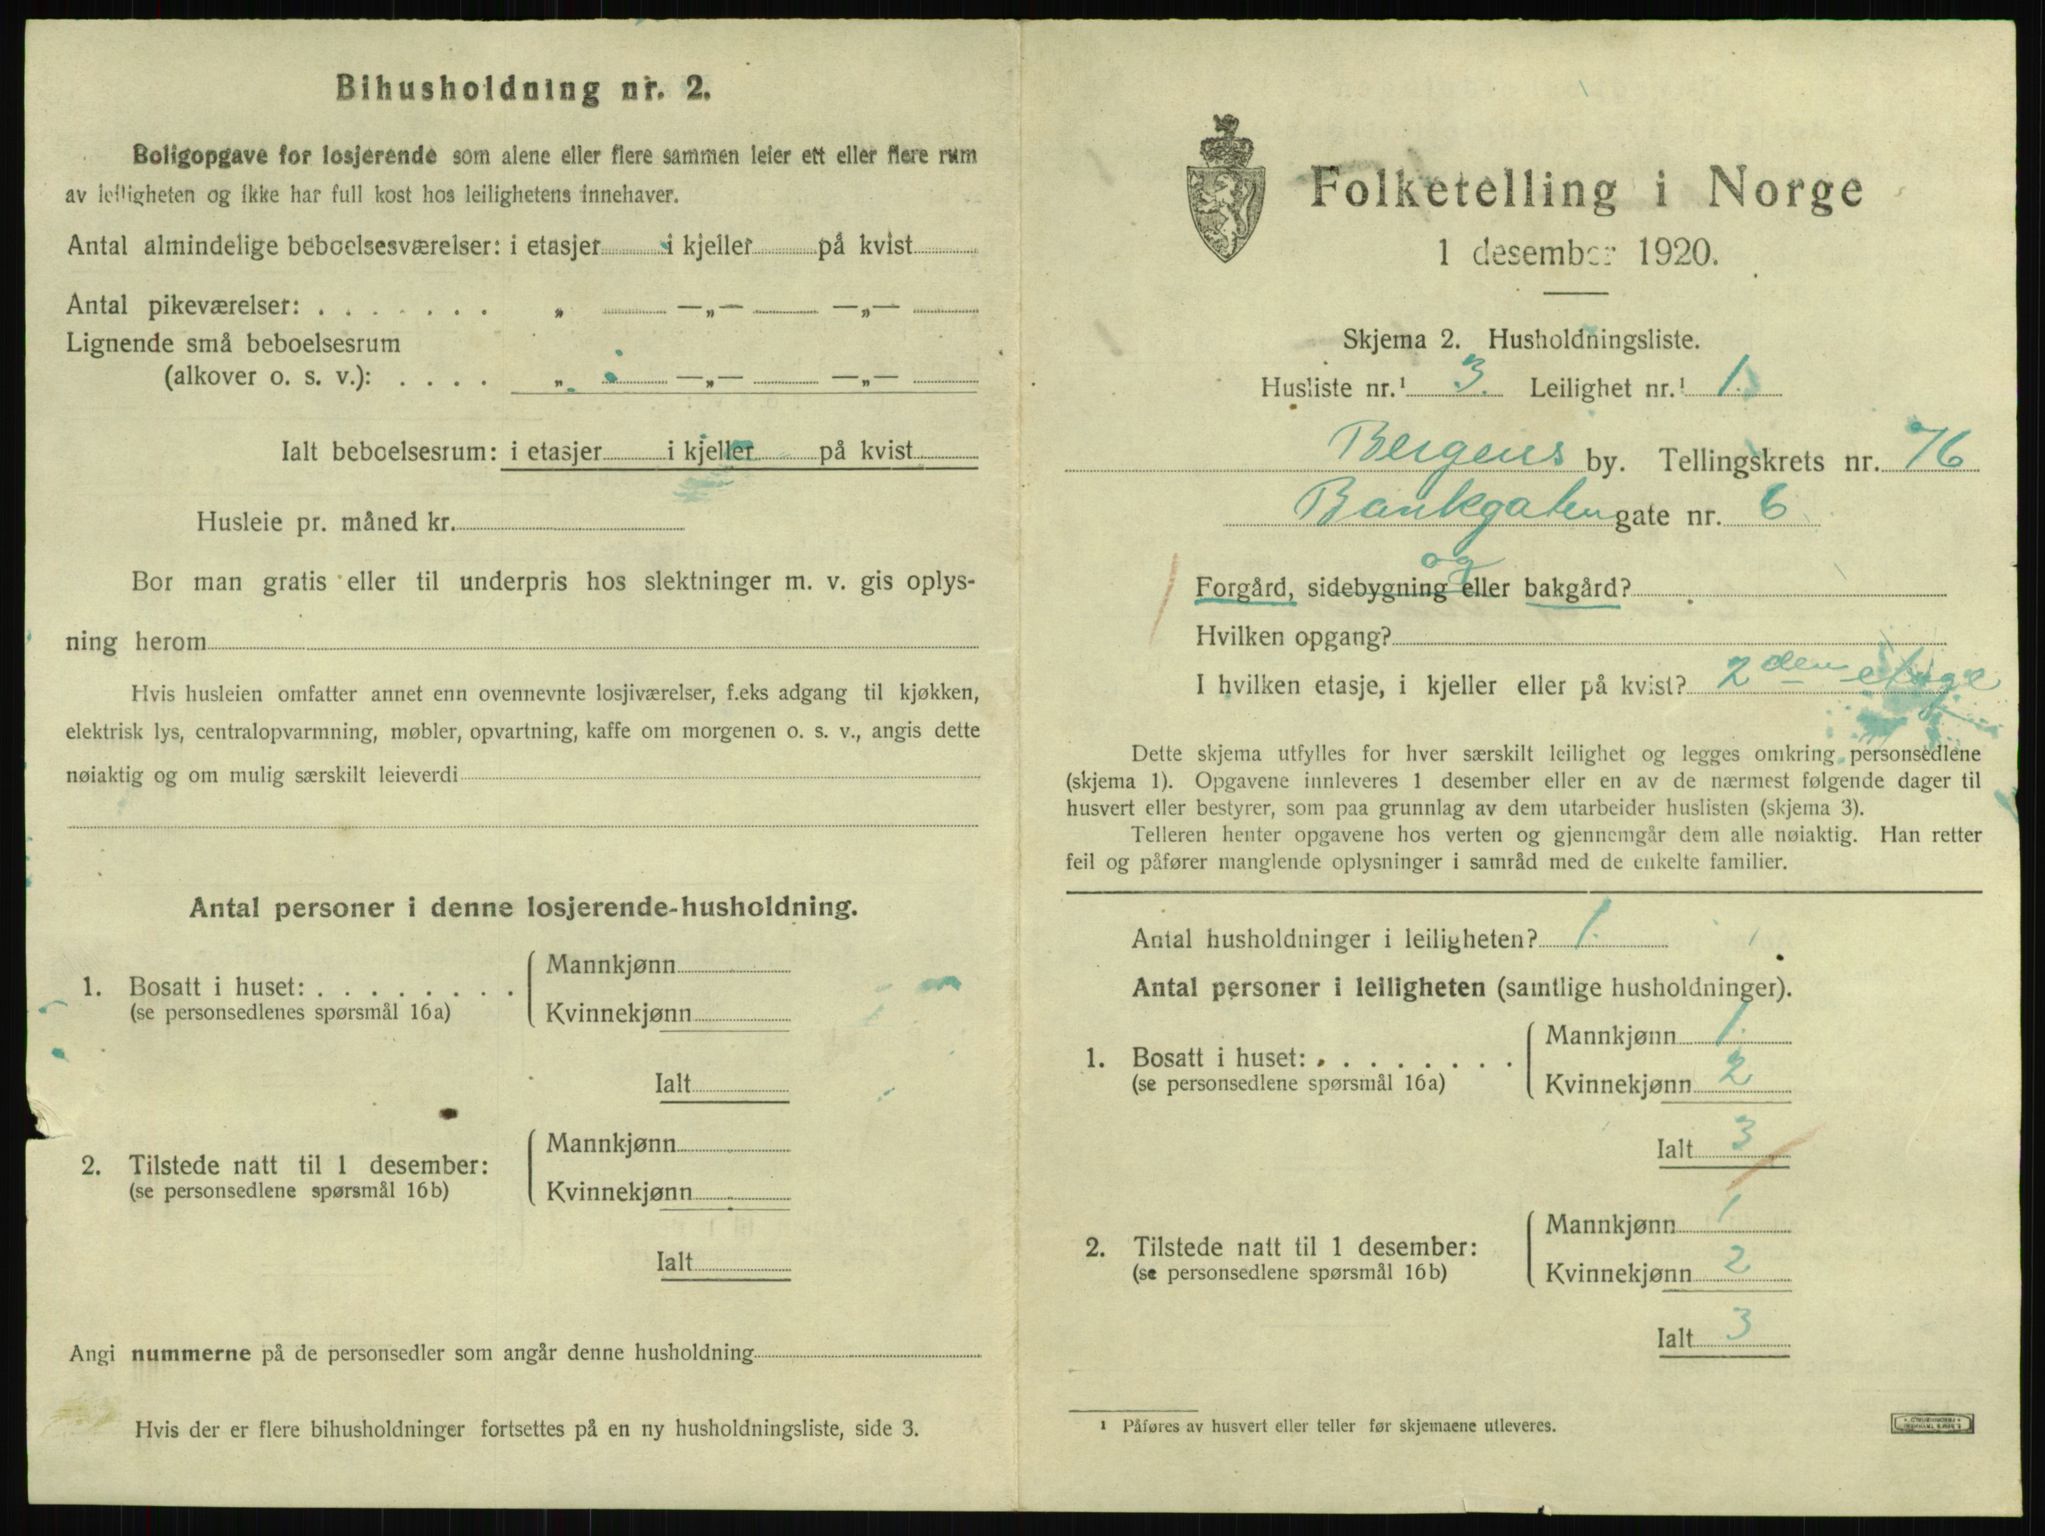 Bihusholdning nr. 2.
Boligopgave for losjerende som alene eller flere sammen leier ett eller flere rum
av leiligheten og ikke har full kost hos leilighetens innehaver.
Antal almindelige beboelsesværelser: i etasjer i kjeller på kvist
Antal pikeværelser: . . . . . . . „ —„— —„—
Lignende små beboelsesrum
(alkover o. s. v.): . . . . „ —„— —„—
Ialt beboelsesrum: i etasjer i kjeller på kvist
Husleie pr. måned kr.
Bor man gratis eller til underpris hos slektninger m. v. gis oplys-
ning herom
Hvis husleien omfatter annet enn ovennevnte losjiværelser, f.eks adgang til kjøkken,
elektrisk lys, centralopvarmning, møbler, opvartning, kaffe om morgenen o. s. v., angis dette
nøiaktig og om mulig særskilt leieverdi
Antal personer i denne losjerende-husholdning.
1. Bosatt i huset: . . . . . . . . Mannkjønn
(se personsedlenes spørsmål 16a) Kvinnekjønn
Ialt
2. Tilstede natt til 1 desember: Mannkjønn
(se personsedlene spørsmål 16b) Kvinnekjønn
Ialt
Angi nummerne på de personsedler som angår denne husholdning
Hvis der er flere bihusholdninger fortsettes på en ny husholdningsliste, side 3.
Folketelling i Norge
1 desember 1920.
Skjema 2. Husholdningsliste.
Husliste nr.¹ 3. Leilighet nr.¹ 1.
Bergens by. Tellingskrets nr. 76
Bankgaten gate nr. 6
og
Forgård, sidebygning eller bakgård?
Hvilken opgang?
I hvilken etasje, i kjeller eller på kvist? 2den etage
Dette skjema utfylles for hver særskilt leilighet og legges omkring personsedlene
(skjema 1). Opgavene innleveres 1 desember eller en av de nærmest følgende dager til
husvert eller bestyrer, som paa grunnlag av dem utarbeider huslisten (skjema 3).
Telleren henter opgavene hos verten og gjennemgår dem alle nøiaktig. Han retter
feil og påfører manglende oplysninger i samråd med de enkelte familier.
Antal husholdninger i leiligheten? 1.
Antal personer i leiligheten (samtlige husholdninger).
1. Bosatt i huset: . . . . . . . . Mannkjønn 1.
(se personsedlene spørsmål 16a) Kvinnekjønn 2
Ialt 3
2. Tilstede natt til 1 desember: Mannkjønn 1
(se personsedlene spørsmål 16b) Kvinnekjønn 2
Ialt 3
¹ Påføres av husvert eller teller før skjemaene utleveres.